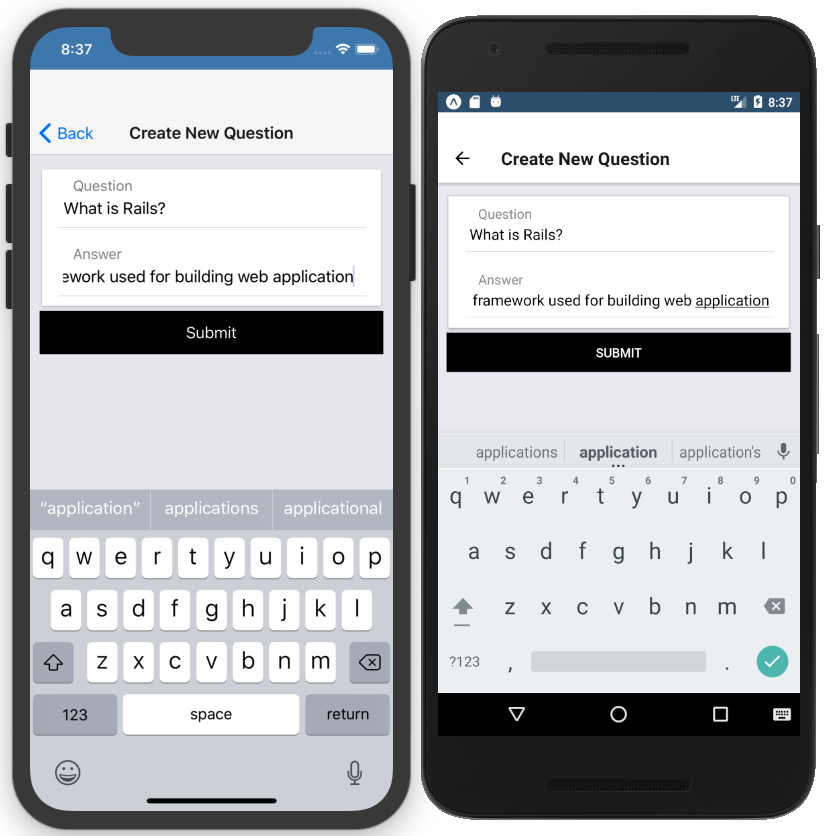 8:37
Back
Create New Question
Question
What is Rails?
Answer
ework used for building web application
Submit
"application" applications applicational
q w e r t y u i o p
a s d f g h j k l
z x c v b n m
123 space return
LTE 8:37
Create New Question
Question
What is Rails?
Answer
framework used for building web application
SUBMIT
applications application application's
1 2 3 4 5 6 7 8 9 0
q w e r t y u i o p
a s d f g h j k l
z x c v b n m
?123 , .